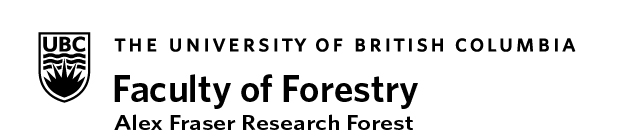 UBC
THE UNIVERSITY OF BRITISH COLUMBIA
Faculty of Forestry
Alex Fraser Research Forest